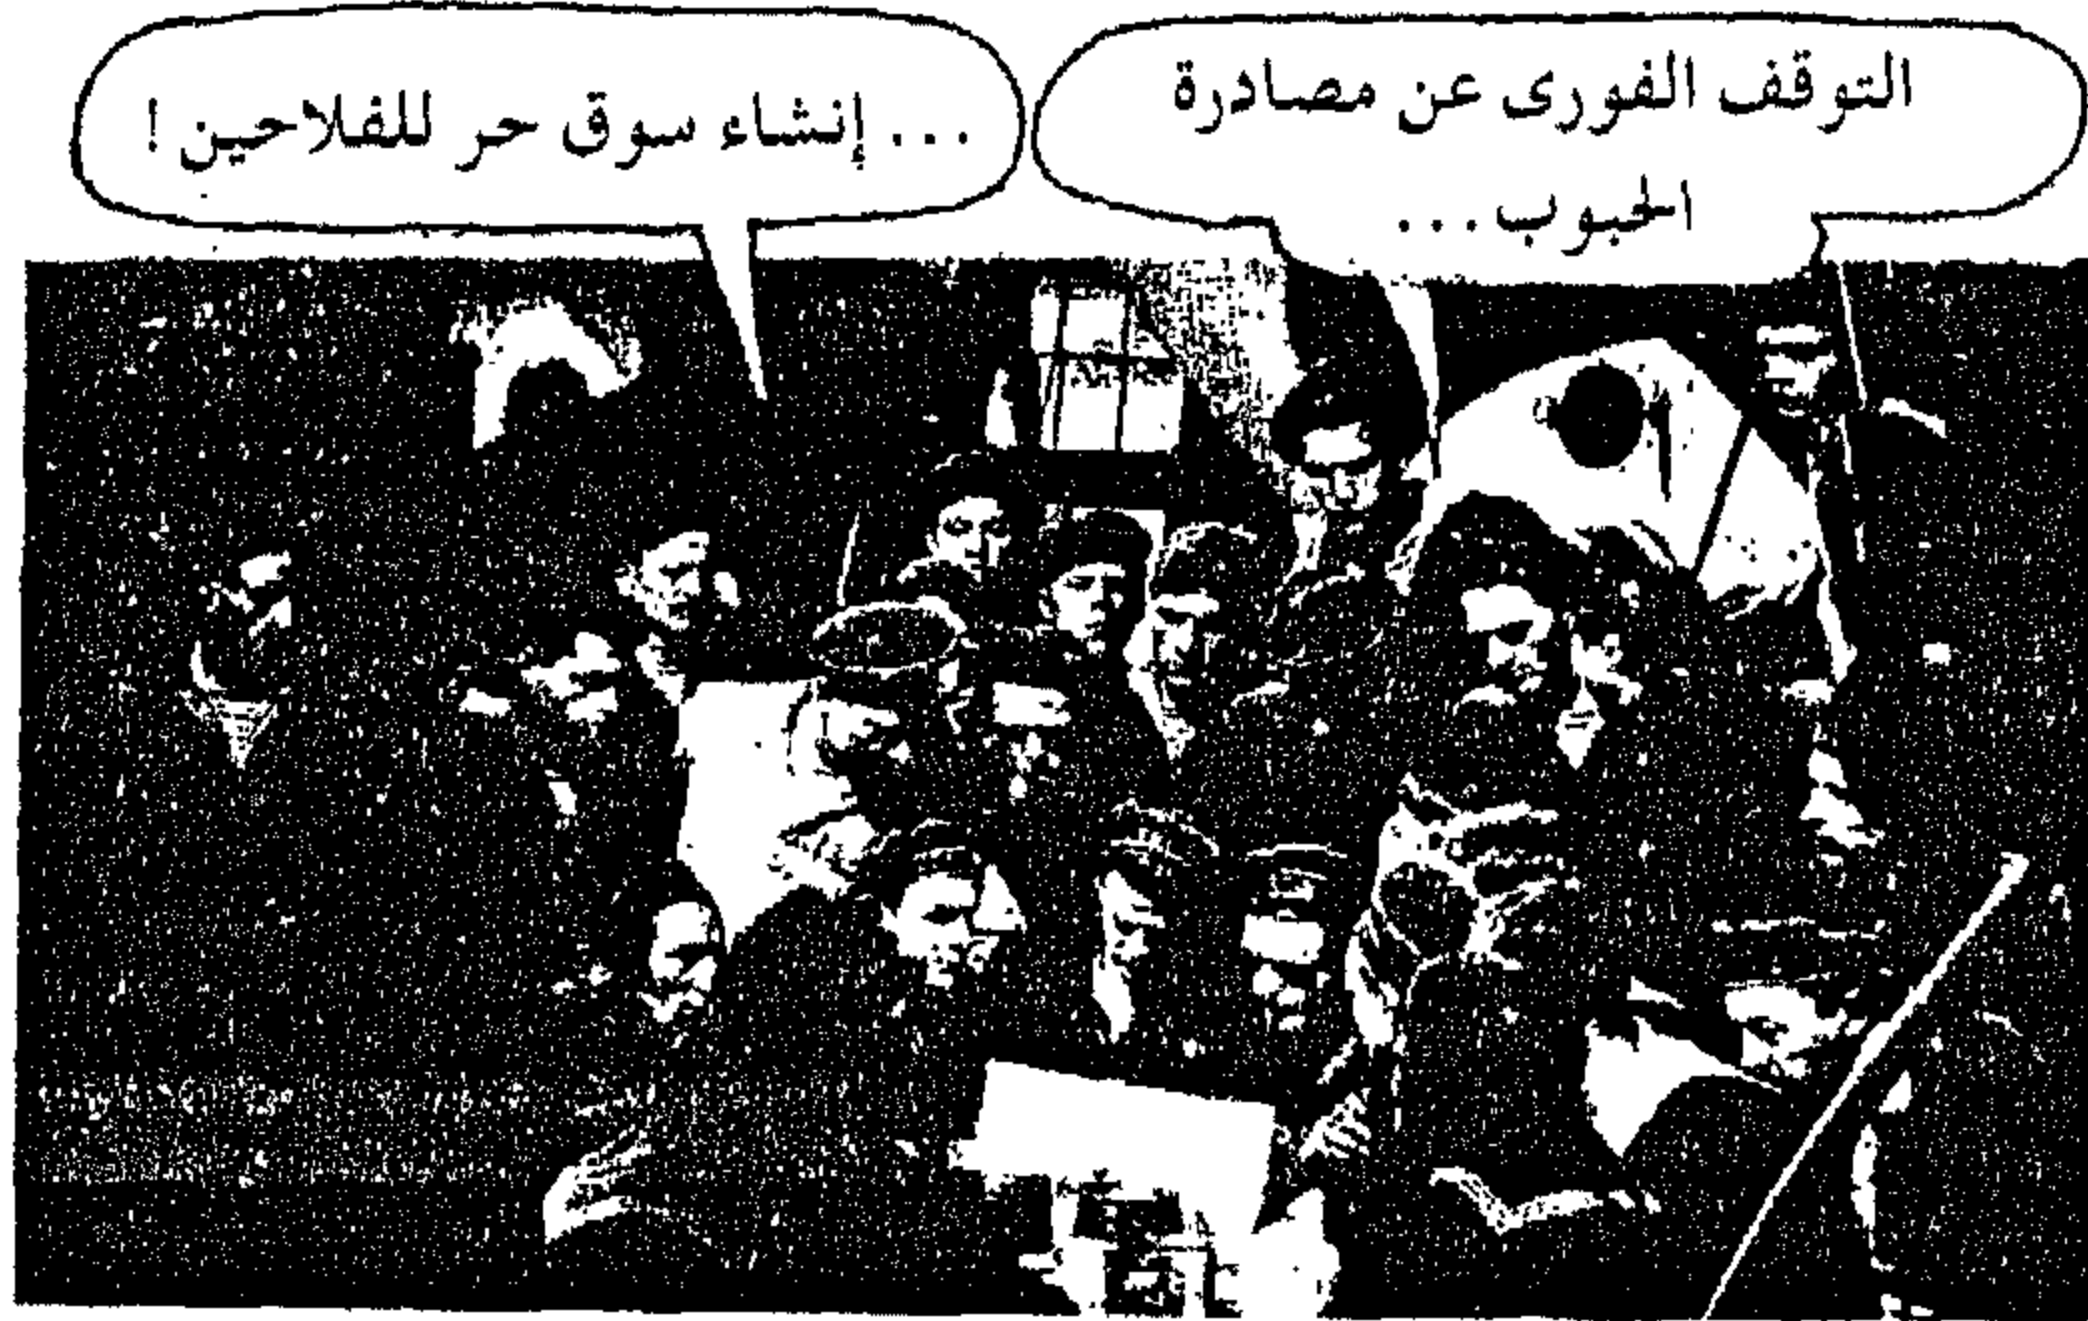 التوقف الفورى عن مصادرة
الحبوب...
... إنشاء سوق حر للفلاحين !